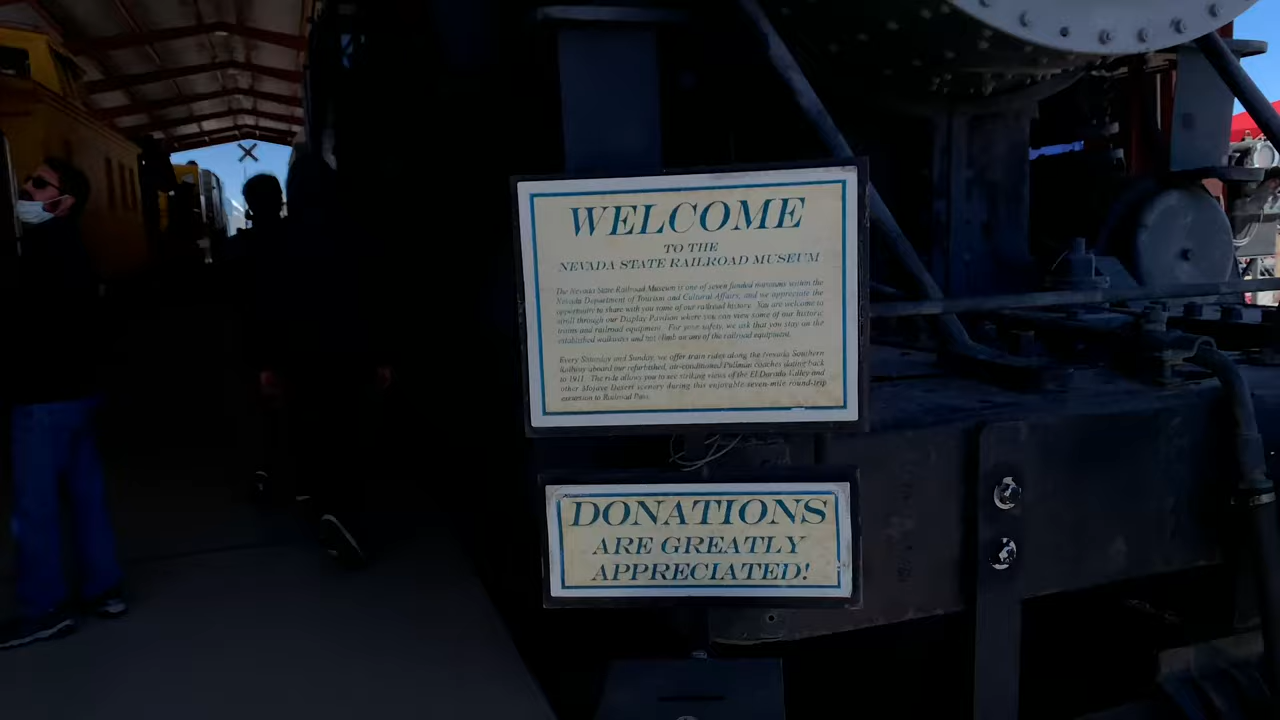 WELCOME
TO THE
NEVADA STATE RAILROAD MUSEUM
The Nevada State Railroad Museum is one of seven funded museums within the
Nevada Department of Tourism and Cultural Affairs, and we appreciate the
opportunity to share with you some of our railroad history. You are welcome to
stroll through our Display Pavilion where you can view some of our historic
trains and railroad equipment. For your safety, we ask that you stay on the
established walkways and not climb on any of the railroad equipment.
Every Saturday and Sunday, we offer train rides along the Nevada Southern
Railway aboard our refurbished, air-conditioned Pullman coaches dating back
to 1911. The ride allows you to see striking views of the El Dorado Valley and
other Mojave Desert scenery during this enjoyable seven-mile round-trip
excursion to Railroad Pass.
DONATIONS
ARE GREATLY
APPRECIATED!